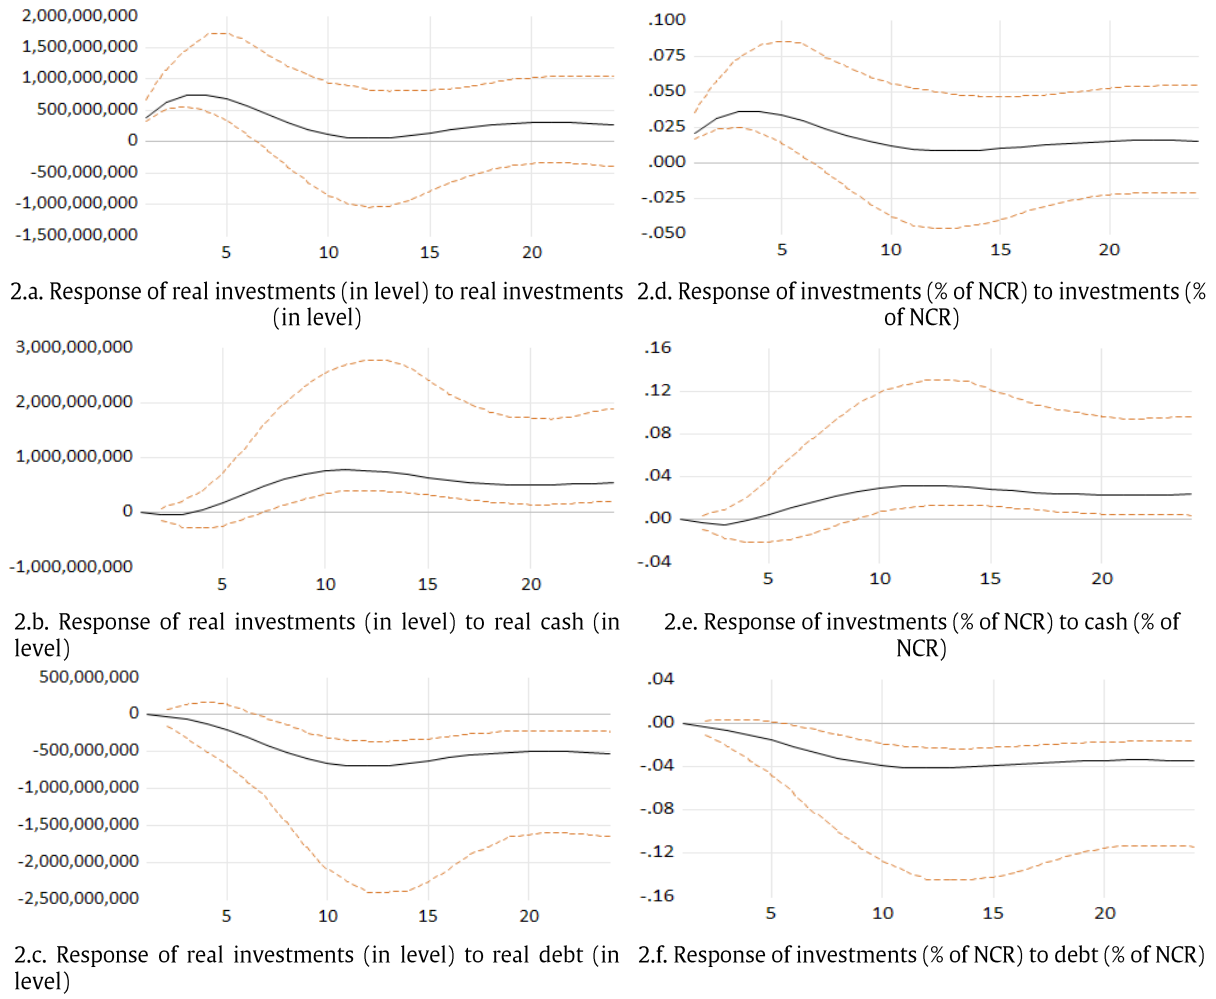 2,000,000,000
1,500,000,000
1,000,000,000
500,000,000
0
-500,000,000
-1,000,000,000
-1,500,000,000
5 10 15 20
2.a. Response of real investments (in level) to real investments
(in level)
.100
.075
.050
.025
.000
-.025
-.050
5 10 15 20
2.d. Response of investments (% of NCR) to investments (%
of NCR)
3,000,000,000
2,000,000,000
1,000,000,000
0
-1,000,000,000
5 10 15 20
2.b. Response of real investments (in level) to real cash (in
level)
.16
.12
.08
.04
.00
-.04
5 10 15 20
2.e. Response of investments (% of NCR) to cash (% of
NCR)
500,000,000
0
-500,000,000
-1,000,000,000
-1,500,000,000
-2,000,000,000
-2,500,000,000
5 10 15 20
2.c. Response of real investments (in level) to real debt (in
level)
.04
.00
-.04
-.08
-.12
-.16
5 10 15 20
2.f. Response of investments (% of NCR) to debt (% of NCR)